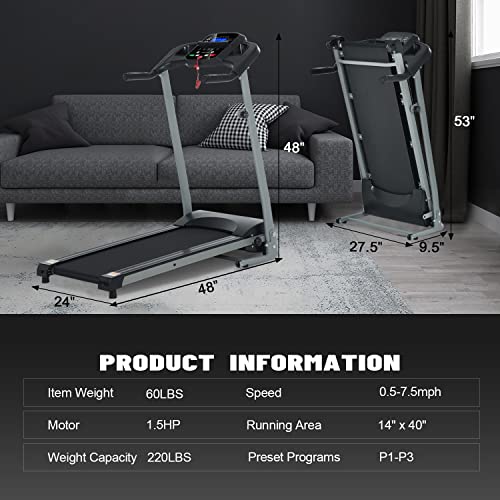 53"
48"
27.5"
9.5"
24"
48"
PRODUCT INFORMATION
Item Weight 60LBS Speed 0.5-7.5mph
Motor 1.5HP Running Area 14" x 40"
Weight Capacity 220LBS Preset Programs P1-P3